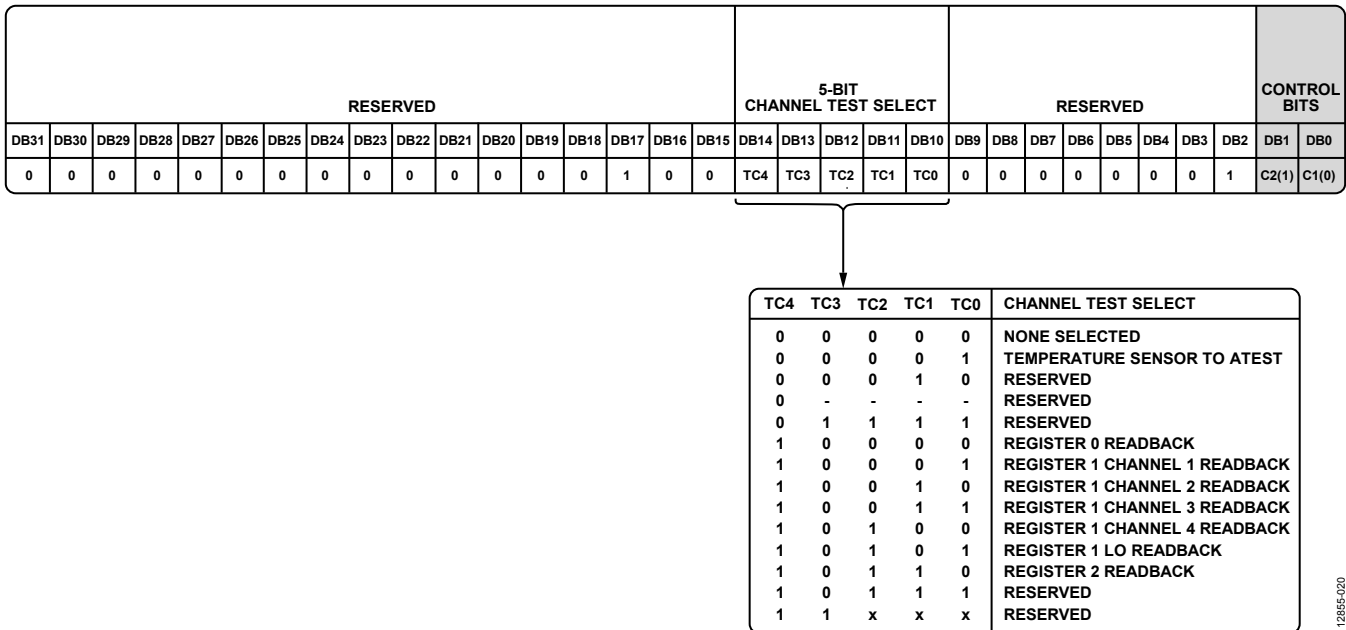 RESERVED 5-BIT CHANNEL TEST SELECT RESERVED CONTROL BITS
DB31 DB30 DB29 DB28 DB27 DB26 DB25 DB24 DB23 DB22 DB21 DB20 DB19 DB18 DB17 DB16 DB15 DB14 DB13 DB12 DB11 DB10 DB9 DB8 DB7 DB6 DB5 DB4 DB3 DB2 DB1 DB0
0 0 0 0 0 0 0 0 0 0 0 0 0 0 1 0 0 TC4 TC3 TC2 TC1 TC0 0 0 0 0 0 0 0 1 C2(1) C1(0)
TC4 TC3 TC2 TC1 TC0 CHANNEL TEST SELECT
0 0 0 0 0 NONE SELECTED
0 0 0 0 1 TEMPERATURE SENSOR TO ATEST
0 0 0 1 0 RESERVED
0 - - - - RESERVED
0 1 1 1 1 RESERVED
1 0 0 0 0 REGISTER 0 READBACK
1 0 0 0 1 REGISTER 1 CHANNEL 1 READBACK
1 0 0 1 0 REGISTER 1 CHANNEL 2 READBACK
1 0 0 1 1 REGISTER 1 CHANNEL 3 READBACK
1 0 1 0 0 REGISTER 1 CHANNEL 4 READBACK
1 0 1 0 1 REGISTER 1 LO READBACK
1 0 1 1 0 REGISTER 2 READBACK
1 0 1 1 1 RESERVED
1 1 x x x RESERVED
12855-020